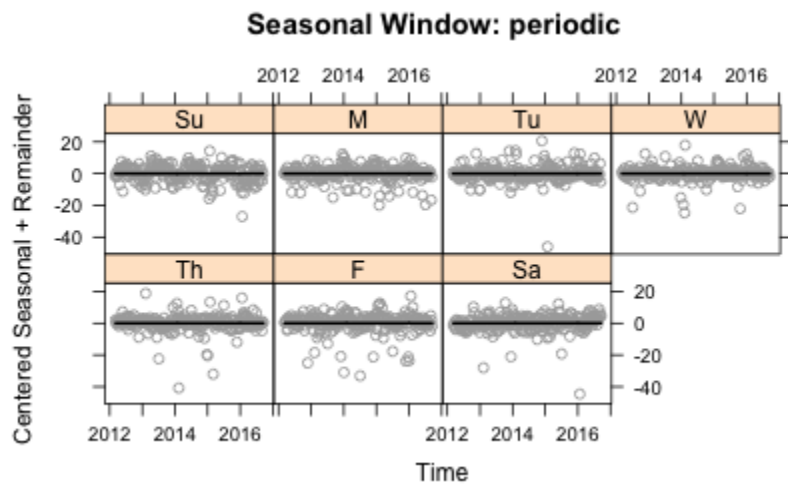 Seasonal Window: periodic
2012 2014 2016 2012 2014 2016
Su M Tu W
20
0
-20
-40
Th F Sa
20
0
-20
-40
2012 2014 2016 2012 2014 2016
Time
Centered Seasonal + Remainder